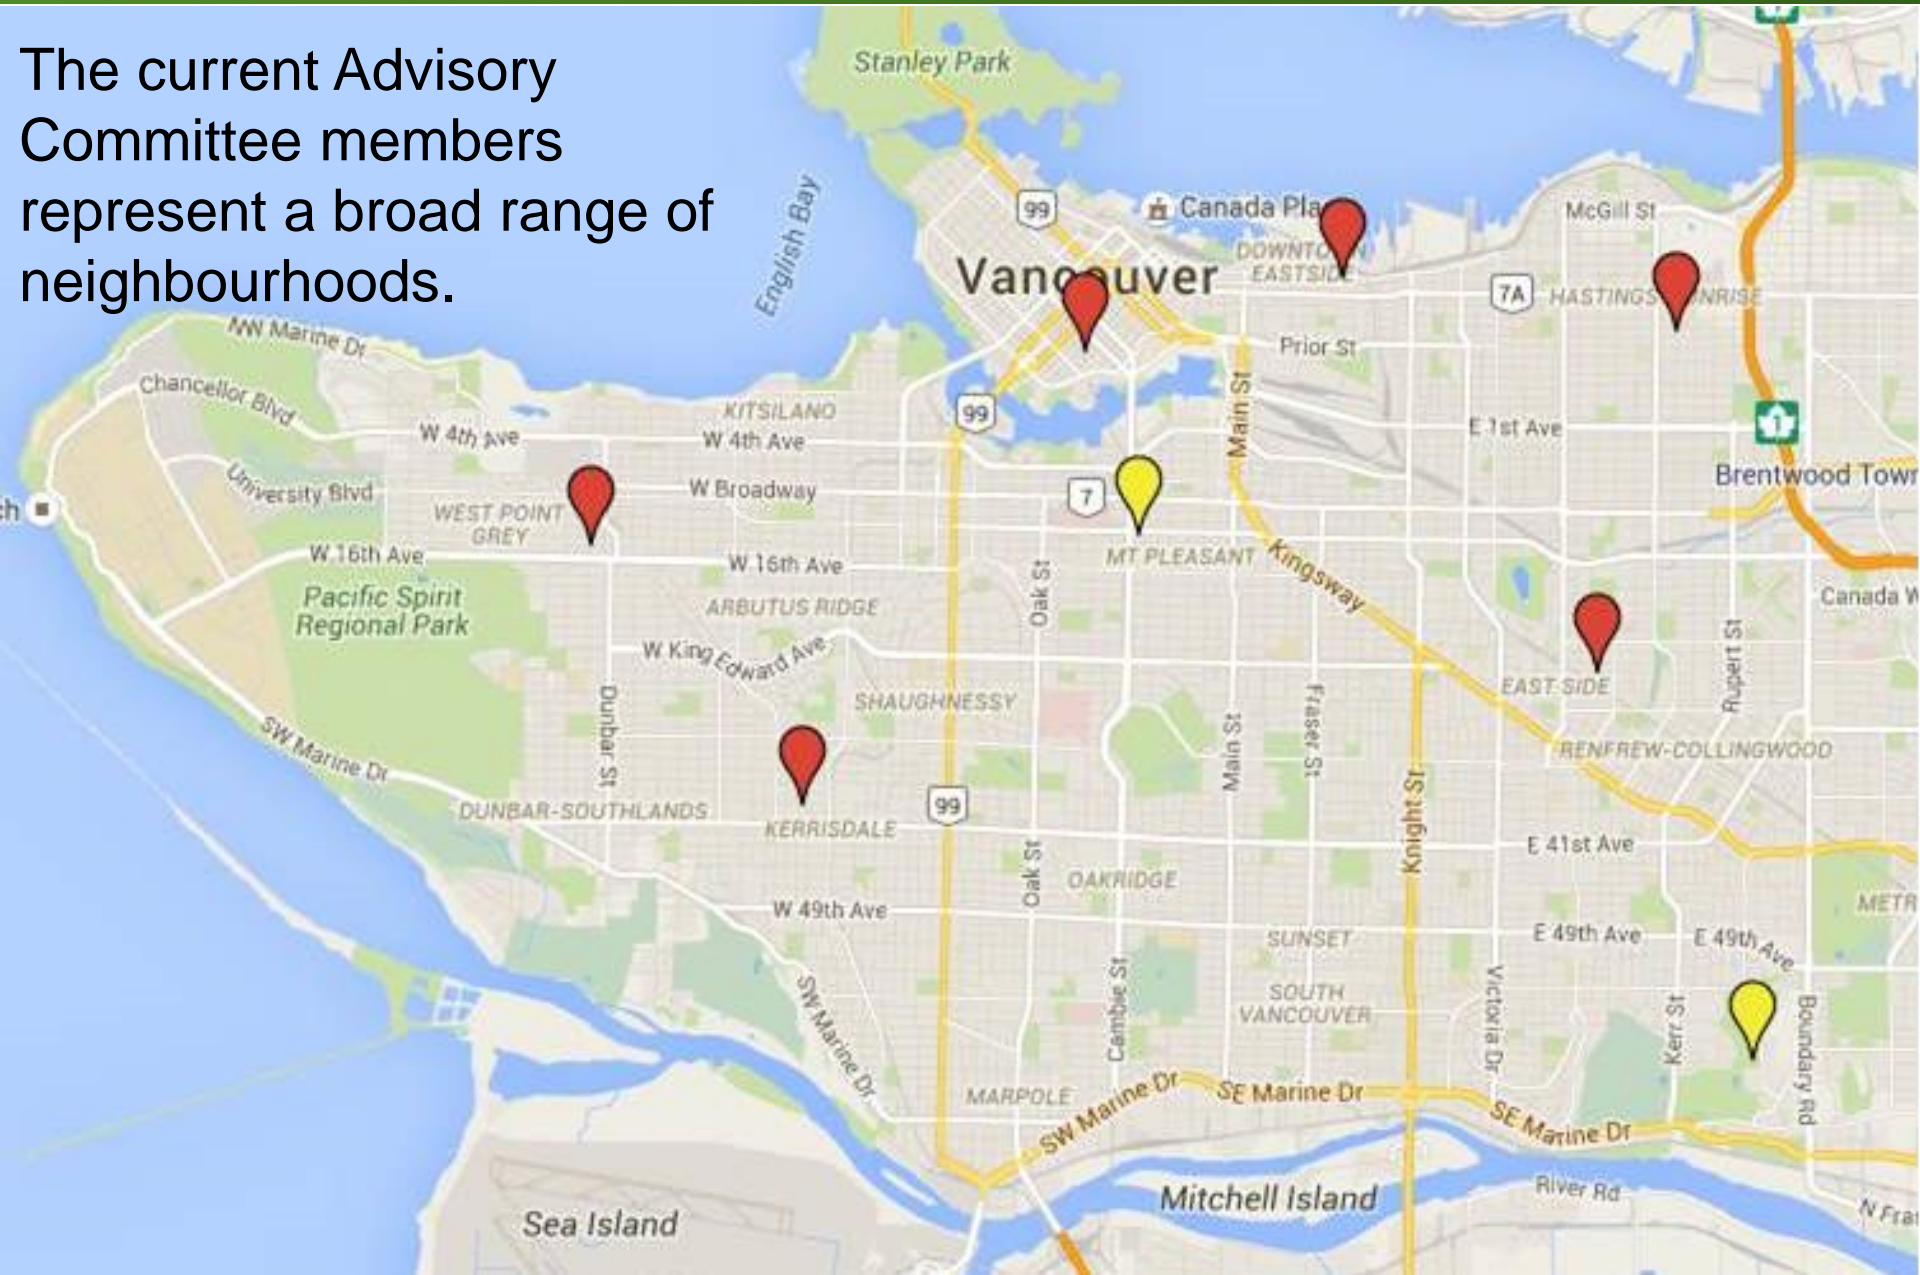 The current Advisory
Committee members
represent a broad range of
neighbourhoods.
Stanley Park
English Bay
99
Canada Pla
McGill St
DOWNTO N
EASTSIDE
Vancouver
7A
HASTINGS UNRISE
Prior St
NW Marine Dr
Chancellor Blvd
KITSILANO
99
Main St
W 4th Ave
W 4th Ave
E 1st Ave
1
University Blvd
W Broadway
7
Brentwood Town
WEST POINT
GREY
ch
W 16th Ave
W 16th Ave
MT PLEASANT
Kingsway
Pacific Spirit
Regional Park
ARBUTUS RIDGE
Oak St
Canada W
W King Edward Ave
Rupert St
SHAUGHNESSY
EAST SIDE
Dunbar St
Main St
Fraser St
SW Marine Dr
RENFREW-COLLINGWOOD
DUNBAR-SOUTHLANDS
KERRISDALE
99
Knight St
Oak St
E 41st Ave
OAKRIDGE
W 49th Ave
METR
SUNSET
E 49th Ave
E 49th Ave
SW Marine Dr
Cambie St
SOUTH
VANCOUVER
Victoria Dr
Kerr St
Boundary Rd
MARPOLE
SW Marine Dr
SE Marine Dr
SE Marine Dr
Sea Island
Mitchell Island
River Rd
N Fra